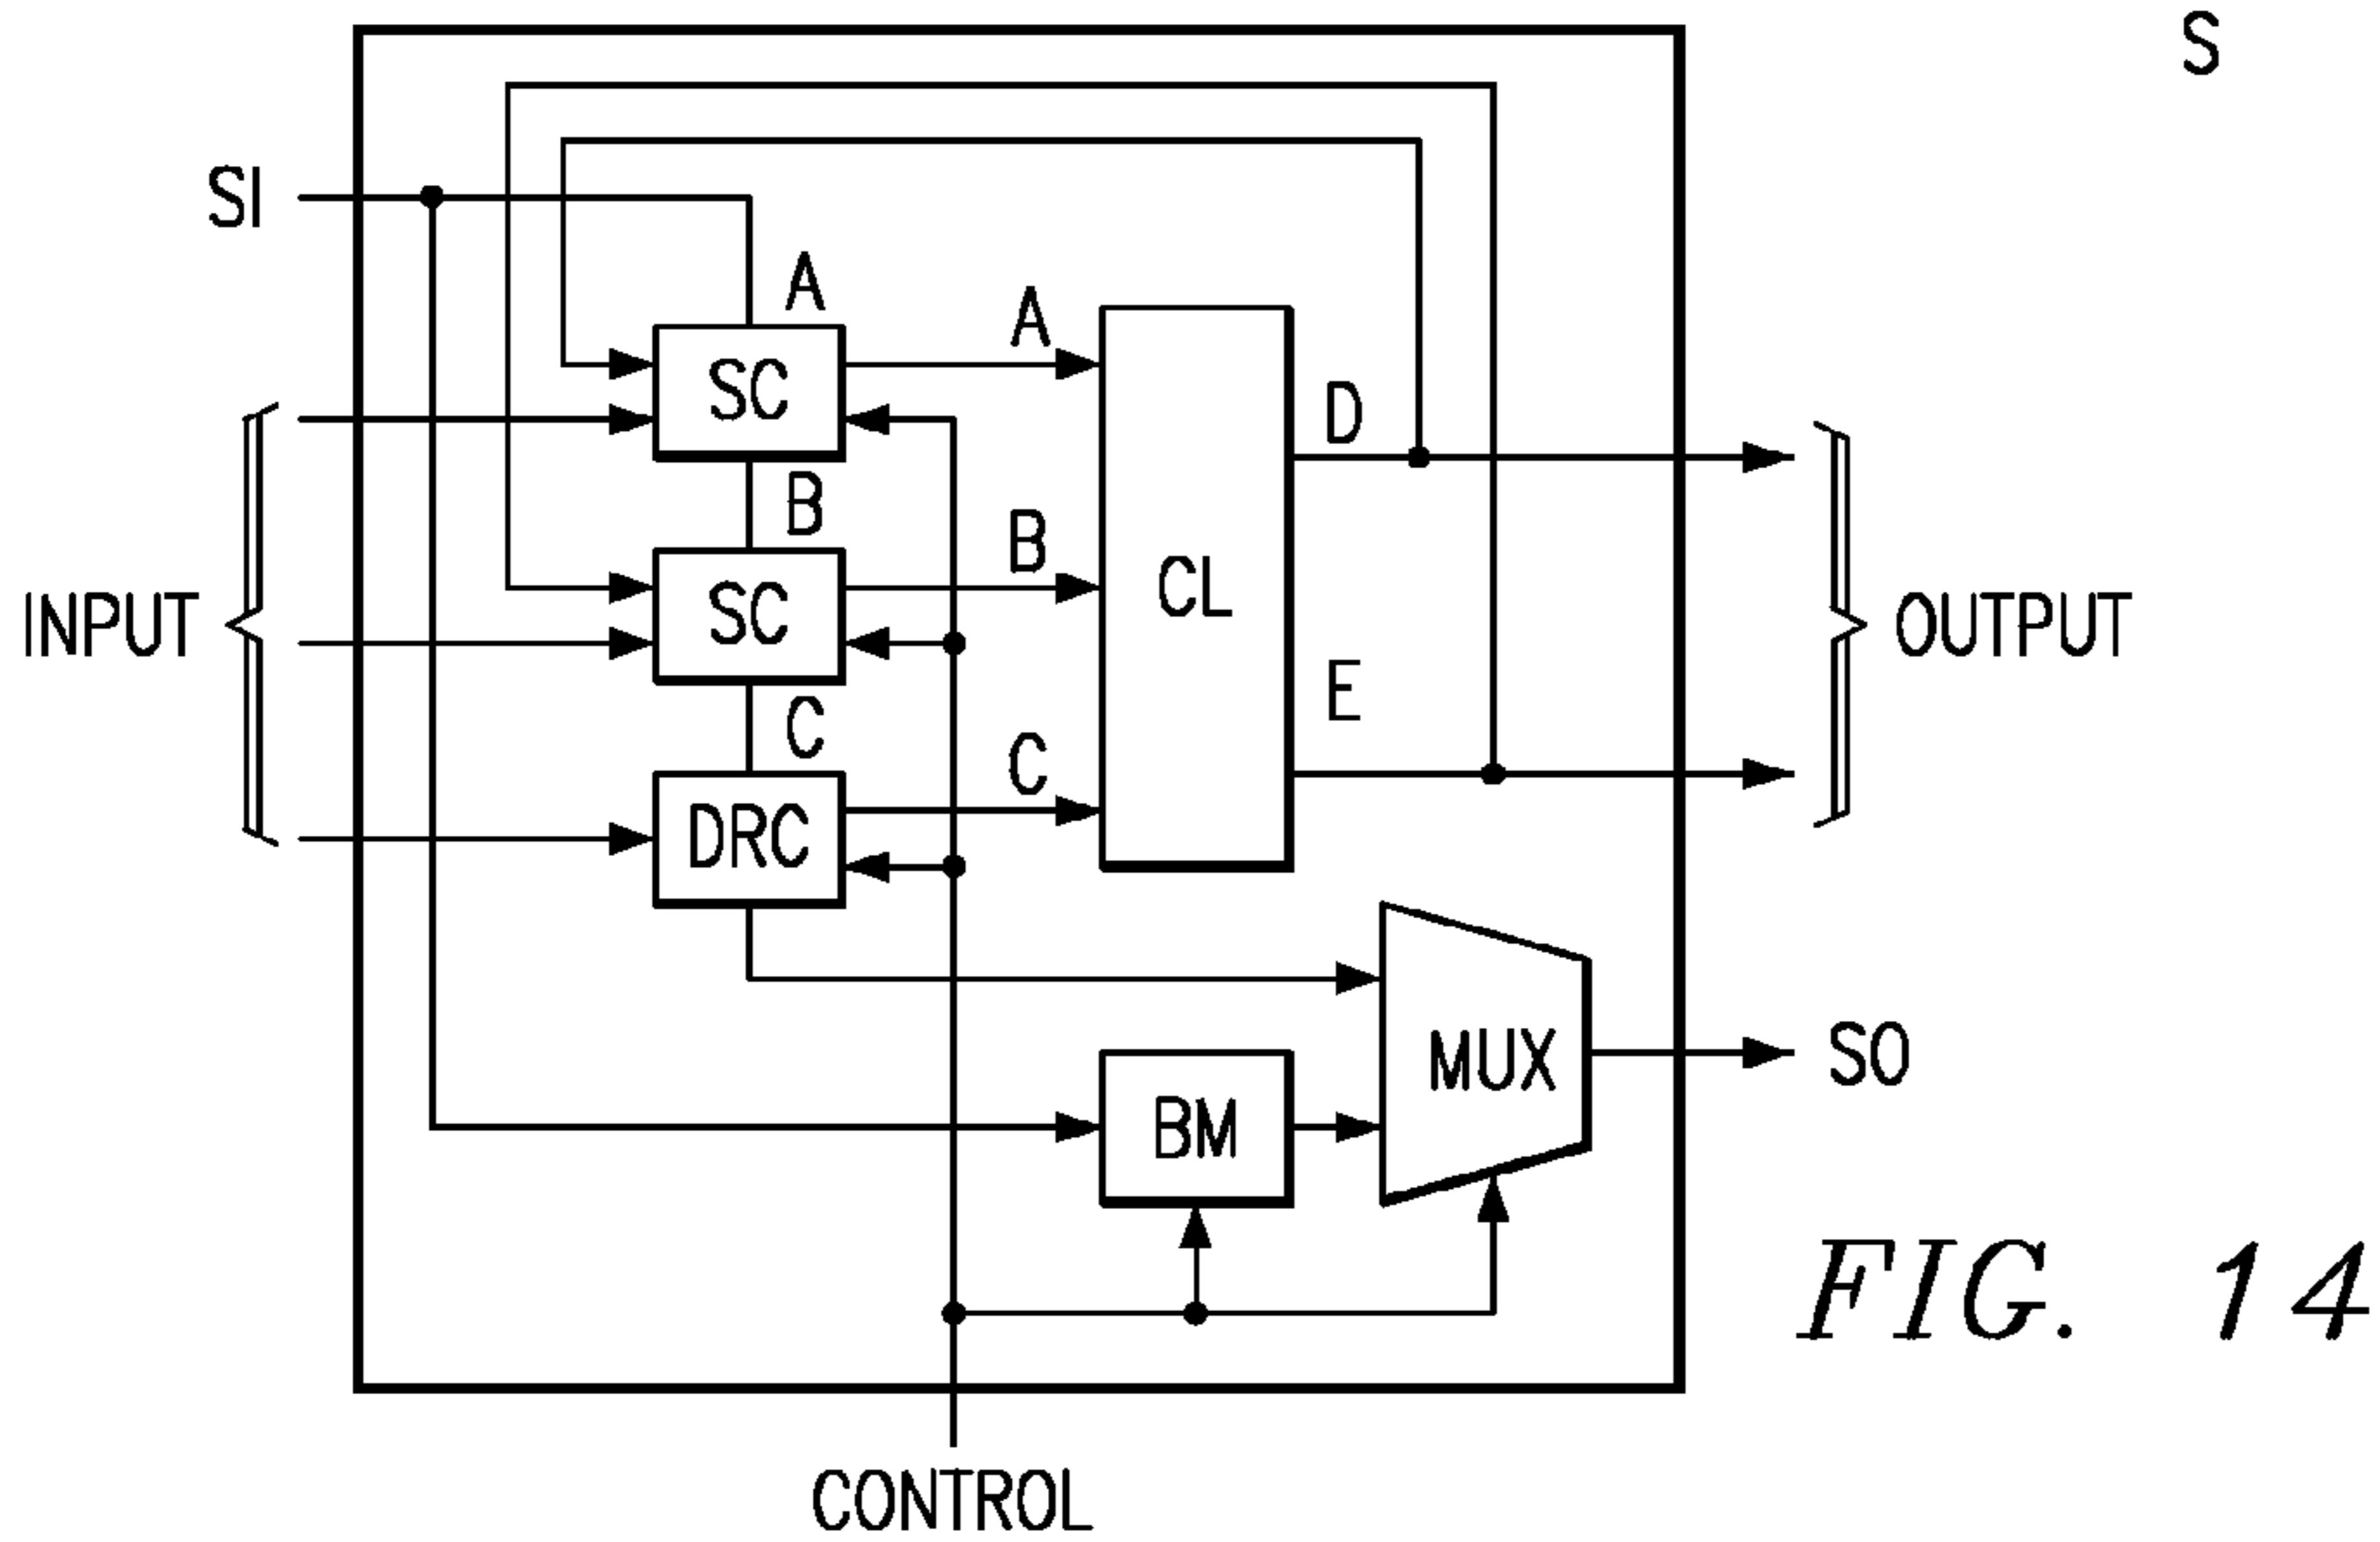 S
SI
A
A
SC
D
B
B
SC
CL
INPUT
OUTPUT
E
C
C
DRC
MUX
SO
BM
FIG. 14
CONTROL